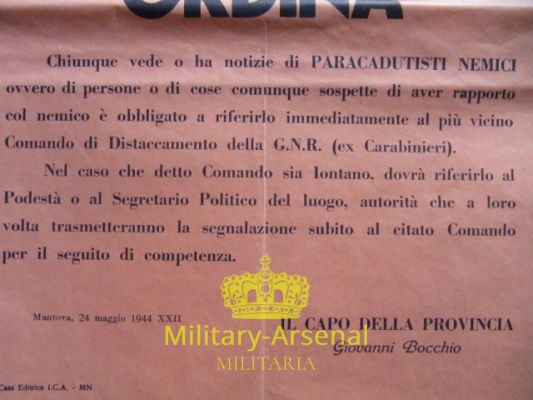 ORDINA
Chiunque vede o ha notizie di PARACADUTISTI NEMICI
ovvero di persone o di cose comunque sospette di aver rapporto
col nemico è obbligato a riferirlo immediatamente al più vicino
Comando di Distaccamento della G.N.R. (ex Carabinieri).
Nel caso che detto Comando sia lontano, dovrà riferirlo al
Podestà o al Segretario Politico del luogo, autorità che a loro
volta trasmetteranno la segnalazione subito al citato Comando
per il seguito di competenza.
Mantova, 24 maggio 1944 XXII
IL CAPO DELLA PROVINCIA
Giovanni Bocchio
Casa Editrice I.C.A. - MN
Military-Arsenal
MILITARIA